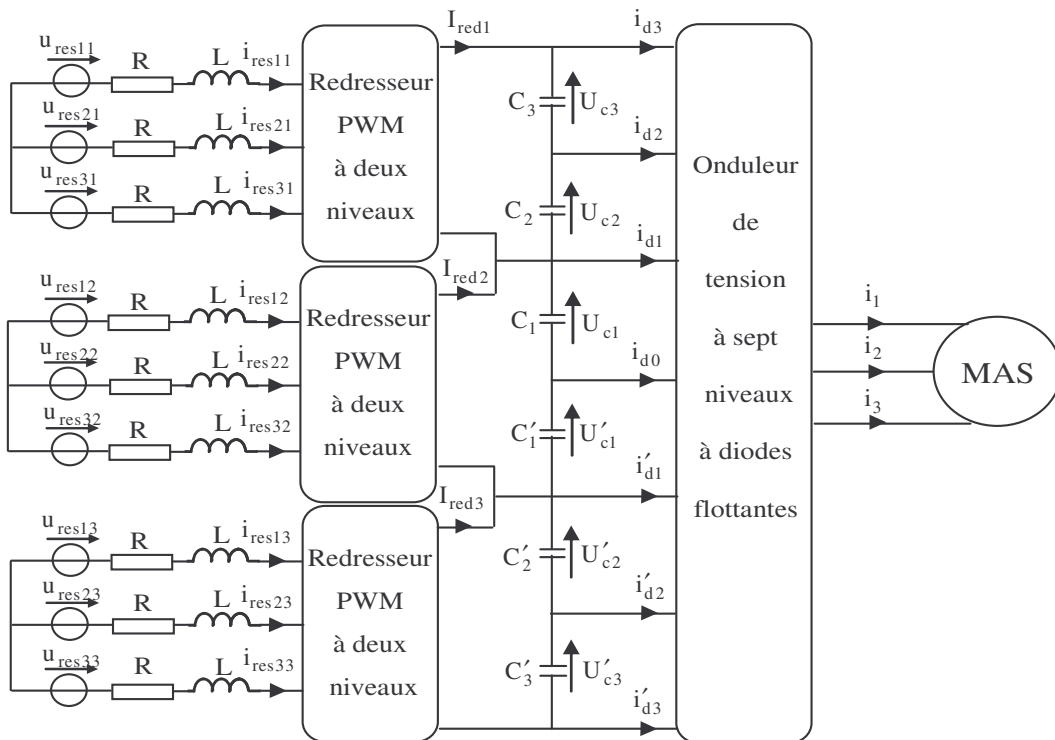 u_res11
R
L
i_res11
u_res21
R
L
i_res21
u_res31
R
L
i_res31
Redresseur
PWM
à deux
niveaux
I_red1
u_res12
R
L
i_res12
u_res22
R
L
i_res22
u_res32
R
L
i_res32
Redresseur
PWM
à deux
niveaux
I_red2
u_res13
R
L
i_res13
u_res23
R
L
i_res23
u_res33
R
L
i_res33
Redresseur
PWM
à deux
niveaux
I_red3
C_3
U_c3
C_2
U_c2
C_1
U_c1
C′_1
U′_c1
C′_2
U′_c2
C′_3
U′_c3
i_d3
i_d2
i_d1
i_d0
i′_d1
i′_d2
i′_d3
Onduleur
de
tension
à sept
niveaux
à diodes
flottantes
i_1
i_2
i_3
MAS